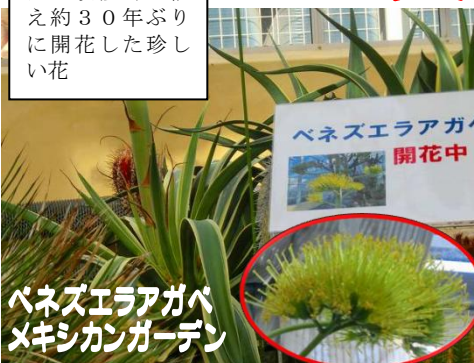 え約３０年ぶり
に開花した珍し
い花
ベネズエラアガベ
開花中
ベネズエラアガベ
メキシカンガーデン